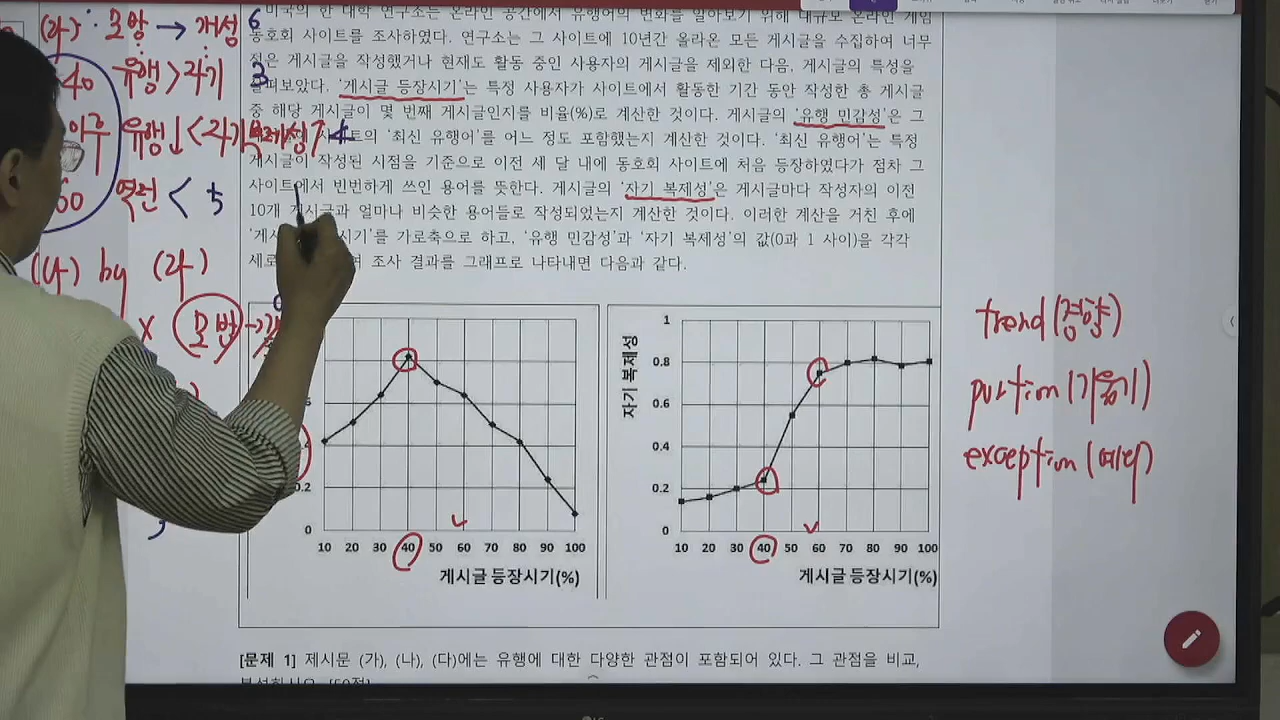 (라) : 모방 → 개성 6
40 유행 > 자기 3
이후 유행↓ < 자기복제성↑ 4
60 역전 < 5
(나) by (라)
x 모방 →
미국의 한 대학 연구소는 온라인 공간에서 유행어의 변화를 알아보기 위해 대규모 온라인 게임
동호회 사이트를 조사하였다. 연구소는 그 사이트에 10년간 올라온 모든 게시글을 수집하여 너무
적은 게시글을 작성했거나 현재도 활동 중인 사용자의 게시글을 제외한 다음, 게시글의 특성을
살펴보았다. ‘게시글 등장시기’는 특정 사용자가 사이트에서 활동한 기간 동안 작성한 총 게시글
중 해당 게시글이 몇 번째 게시글인지를 비율(%)로 계산한 것이다. 게시글의 ‘유행 민감성’은 그
사이트의 ‘최신 유행어’를 어느 정도 포함했는지 계산한 것이다. ‘최신 유행어’는 특정
게시글이 작성된 시점을 기준으로 이전 세 달 내에 동호회 사이트에 처음 등장하였다가 점차 그
사이트에서 빈번하게 쓰인 용어를 뜻한다. 게시글의 ‘자기 복제성’은 게시글마다 작성자의 이전
10개 게시글과 얼마나 비슷한 용어들로 작성되었는지 계산한 것이다. 이러한 계산을 거친 후에
‘게시글 등장시기’를 가로축으로 하고, ‘유행 민감성’과 ‘자기 복제성’의 값(0과 1 사이)을 각각
세로 조사 결과를 그래프로 나타내면 다음과 같다.
0.2
0
10 20 30 40 50 60 70 80 90 100
게시글 등장시기(%)
자기 복제성
1
0.8
0.6
0.4
0.2
0
10 20 30 40 50 60 70 80 90 100
게시글 등장시기(%)
trend (경향)
portion (기울기)
exception (예외)
[문제 1] 제시문 (가), (나), (다)에는 유행에 대한 다양한 관점이 포함되어 있다. 그 관점을 비교,
LG